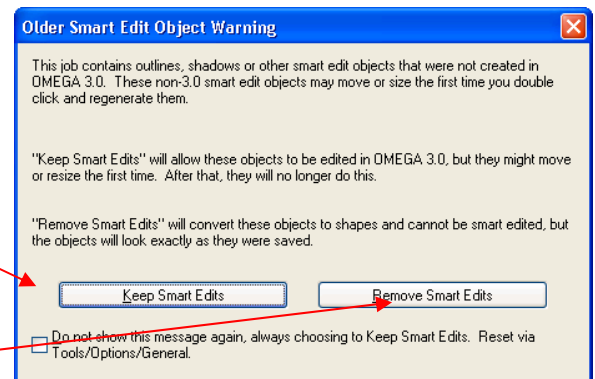 Older Smart Edit Object Warning
This job contains outlines, shadows or other smart edit objects that were not created in
OMEGA 3.0. These non-3.0 smart edit objects may move or size the first time you double
click and regenerate them.
"Keep Smart Edits" will allow these objects to be edited in OMEGA 3.0, but they might move
or resize the first time. After that, they will no longer do this.
"Remove Smart Edits" will convert these objects to shapes and cannot be smart edited, but
the objects will look exactly as they were saved.
Keep Smart Edits
Remove Smart Edits
Do not show this message again, always choosing to Keep Smart Edits. Reset via
Tools/Options/General.